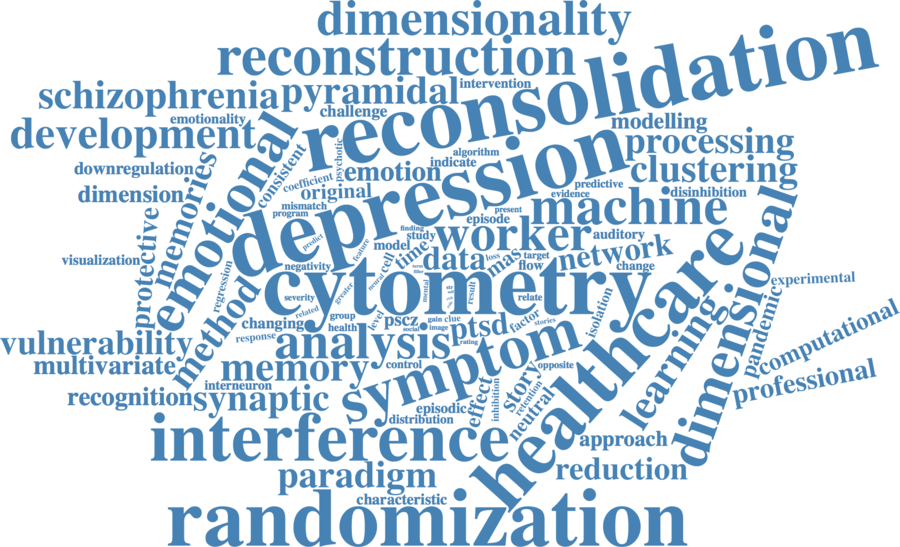 dimensionality
reconstruction
reconsolidation
schizophrenia
pyramidal
intervention
challenge
emotionality
development
emotional
consistent
psychotic
modelling
processing
algorithm
indicate
clustering
downregulation
memories
coefficient
emotion
predictive
evidence
disinhibition
dimension
original
mismatch
program
depression
present
episode
machine
log
protective
predict
finding
study
feature
worker
auditory
visualization
model
time
cell
data
loss
mas
target
flow
network
change
negativity
regression
neural
cytometry
healthcare
dimensional
experimental
severity
greater
mental
result
relate
isolation
pandemic
method
related
group
health
level
pscz
social
gain
clue
image
ptsd
factor
stories
changing
response
analysis
rating
learning
computational
vulnerability
multivariate
memory
control
symptom
opposite
story
professional
recognition
interneuron
synaptic
episodic
distribution
effect
inhibition
retention
neutral
interference
approach
paradigm
reduction
characteristic
randomization